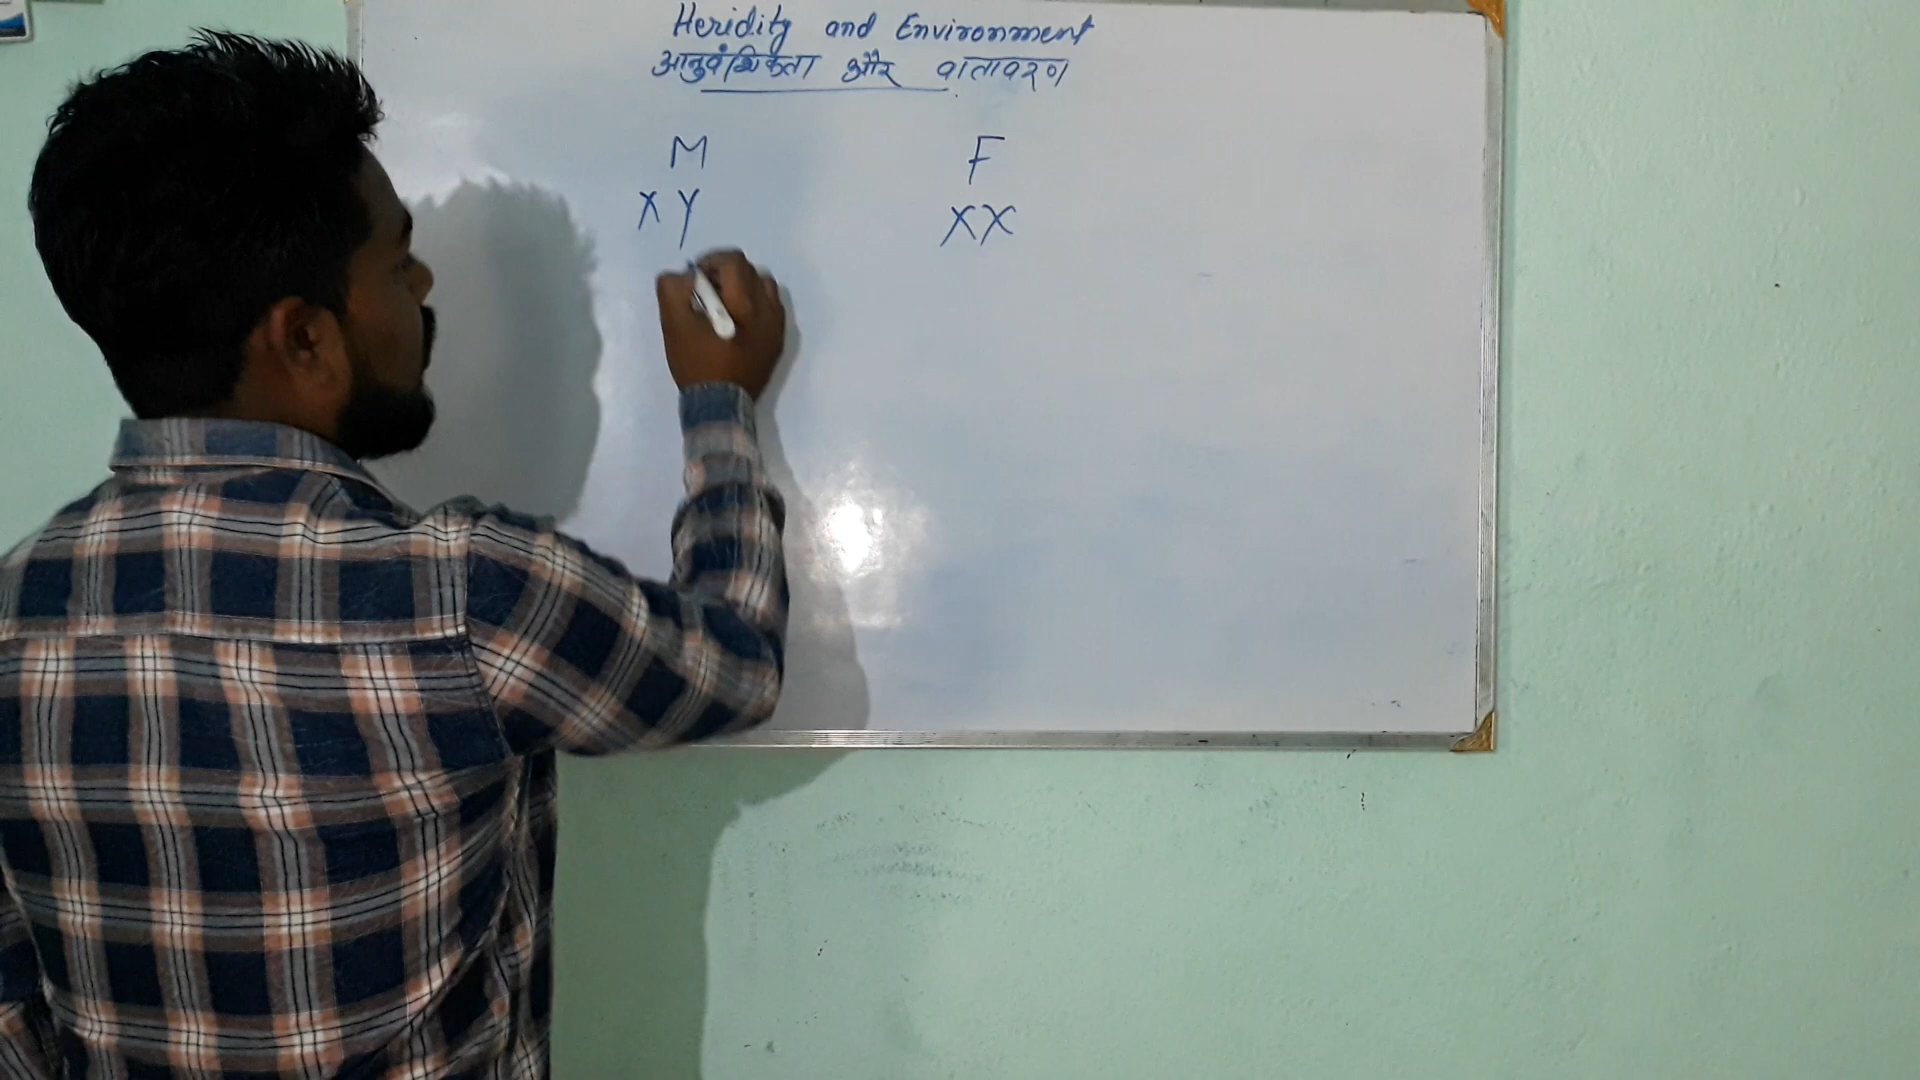 Heridity and Environment
आनुवंशिकता और वातावरण
M F
XY XX